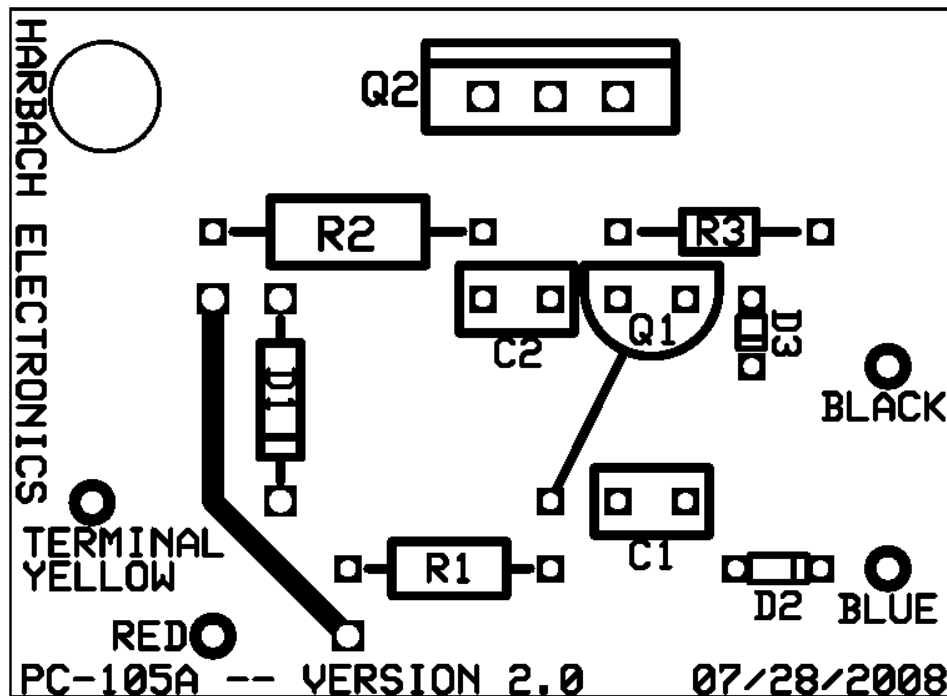 HARBACH ELECTRONICS
Q2
R2
R3
C2
Q1
D3
D1
BLACK
TERMINAL
YELLOW
R1
C1
D2
BLUE
RED
PC-105A -- VERSION 2.0 07/28/2008